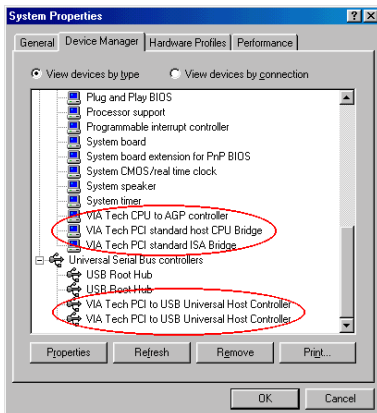 System Properties
General Device Manager Hardware Profiles Performance
View devices by type View devices by connection
Plug and Play BIOS
Processor support
Programmable interrupt controller
System board
System board extension for PnP BIOS
System CMOS/real time clock
System speaker
System timer
VIA Tech CPU to AGP controller
VIA Tech PCI standard host CPU Bridge
VIA Tech PCI standard ISA Bridge
Universal Serial Bus controllers
USB Root Hub
USB Root Hub
VIA Tech PCI to USB Universal Host Controller
VIA Tech PCI to USB Universal Host Controller
Properties Refresh Remove Print...
OK Cancel